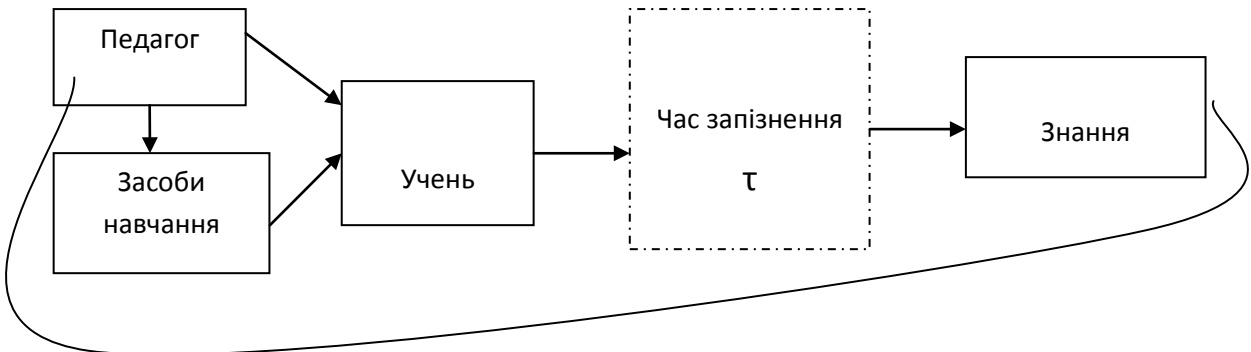 Педагог
Засоби
навчання
Учень
Час запізнення
τ
Знання